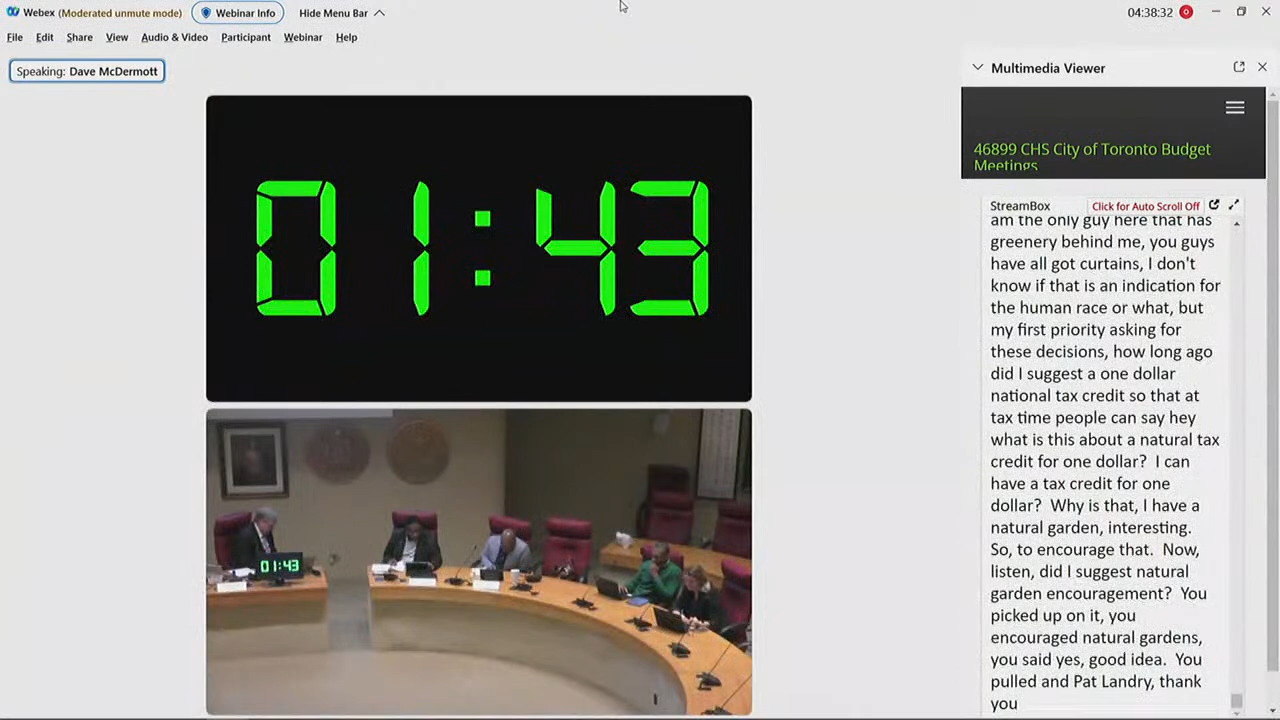 Webex (Moderated unmute mode) Webinar Info Hide Menu Bar 04:38:32
File Edit Share View Audio & Video Participant Webinar Help
Speaking: Dave McDermott
01:43
01:43
Multimedia Viewer
46899 CHS City of Toronto Budget
Meetings
StreamBox Click for Auto Scroll Off
am the only guy here that has
greenery behind me, you guys
have all got curtains, I don't
know if that is an indication for
the human race or what, but
my first priority asking for
these decisions, how long ago
did I suggest a one dollar
national tax credit so that at
tax time people can say hey
what is this about a natural tax
credit for one dollar? I can
have a tax credit for one
dollar? Why is that, I have a
natural garden, interesting.
So, to encourage that. Now,
listen, did I suggest natural
garden encouragement? You
picked up on it, you
encouraged natural gardens,
you said yes, good idea. You
pulled and Pat Landry, thank
you